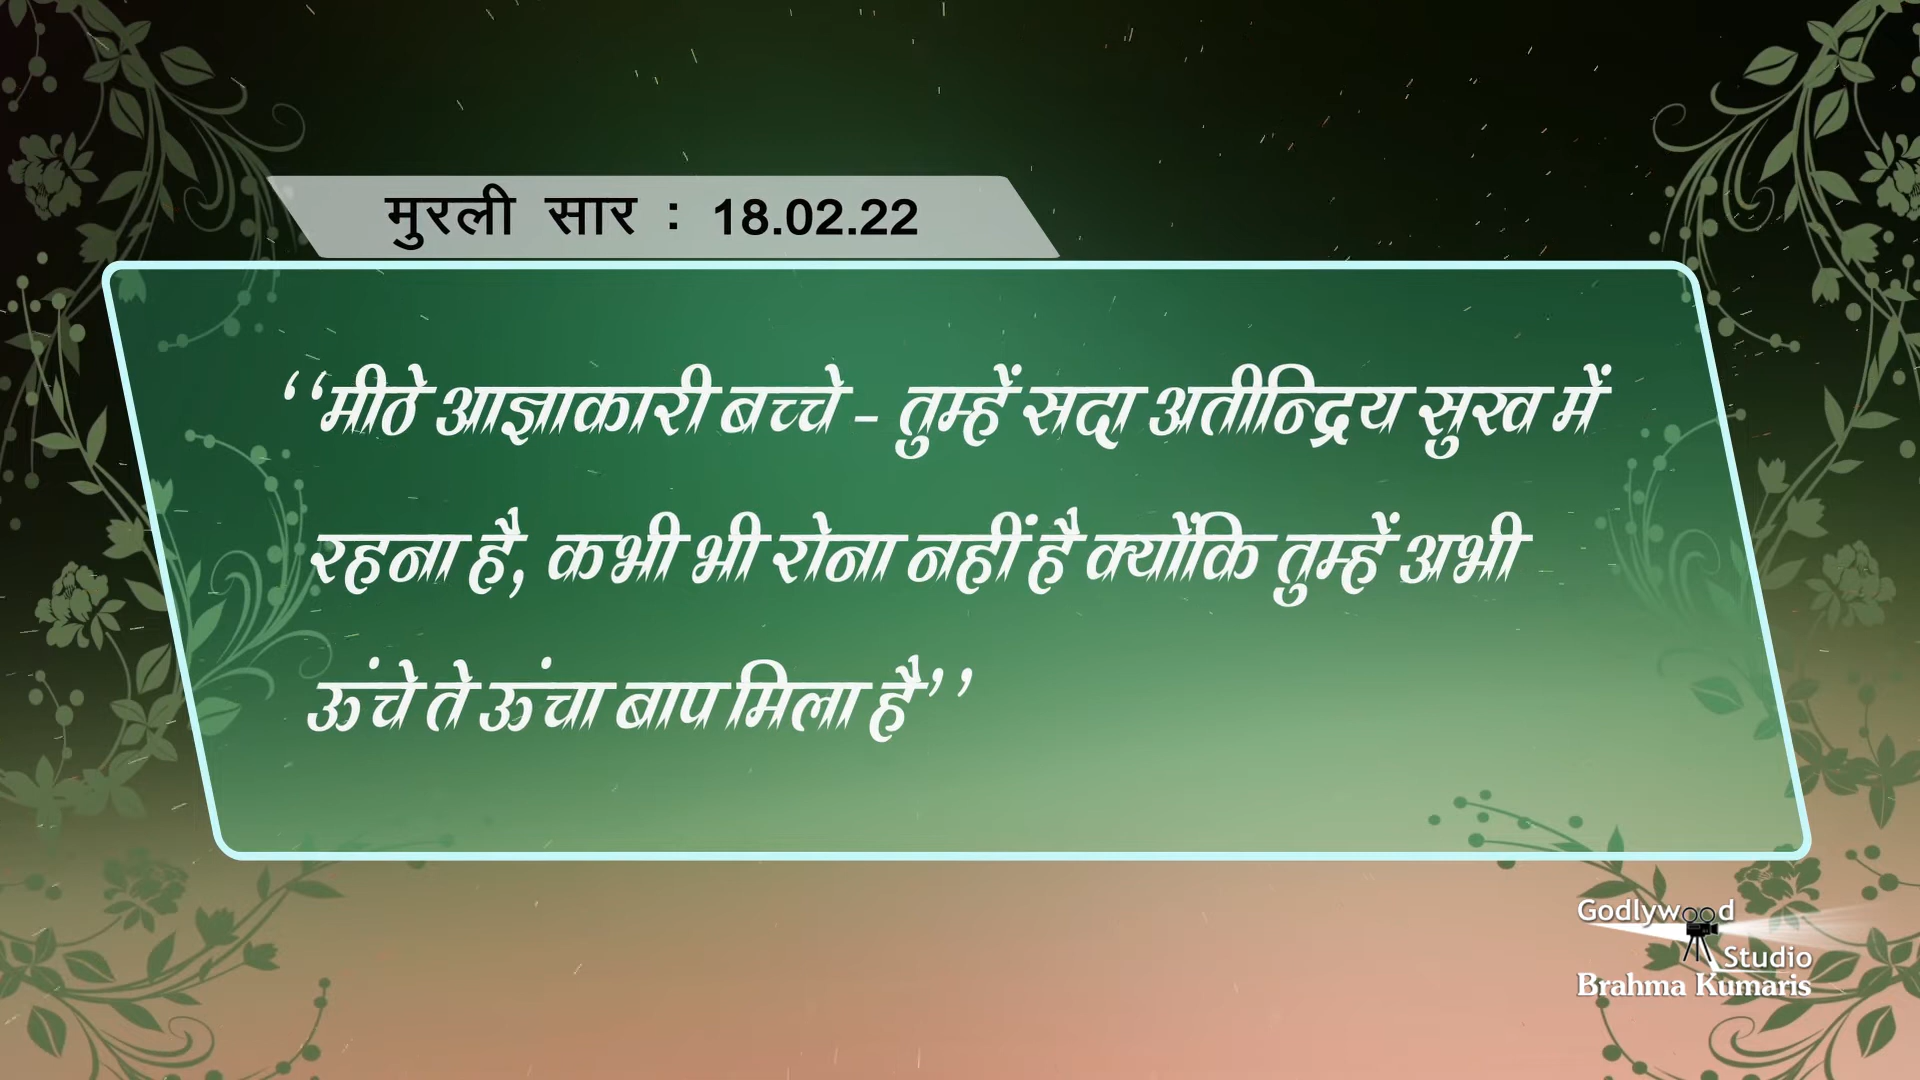 मुरली सार : 18.02.22
‘‘मीठे आज्ञाकारी बच्चे - तुम्हें सदा अतीन्द्रिय सुख में
रहना है, कभी भी रोना नहीं है क्योंकि तुम्हें अभी
ऊंचे ते ऊंचा बाप मिला है’’
Godlywood
Studio
Brahma Kumaris